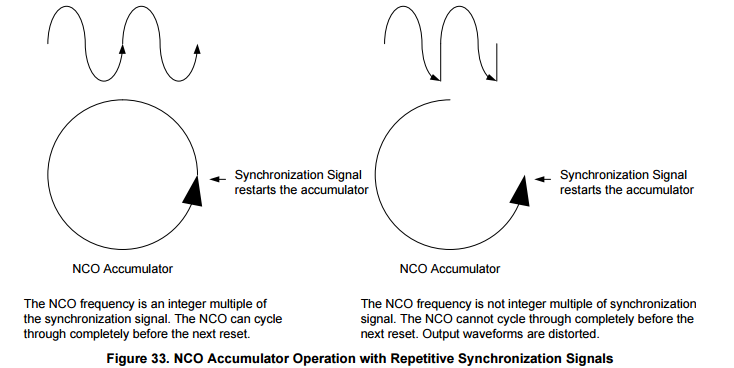 Synchronization Signal
restarts the accumulator
Synchronization Signal
restarts the accumulator
NCO Accumulator
NCO Accumulator
The NCO frequency is an integer multiple of
the synchronization signal. The NCO can cycle
through completely before the next reset.
The NCO frequency is not integer multiple of synchronization
signal. The NCO cannot cycle through completely before the
next reset. Output waveforms are distorted.
Figure 33. NCO Accumulator Operation with Repetitive Synchronization Signals